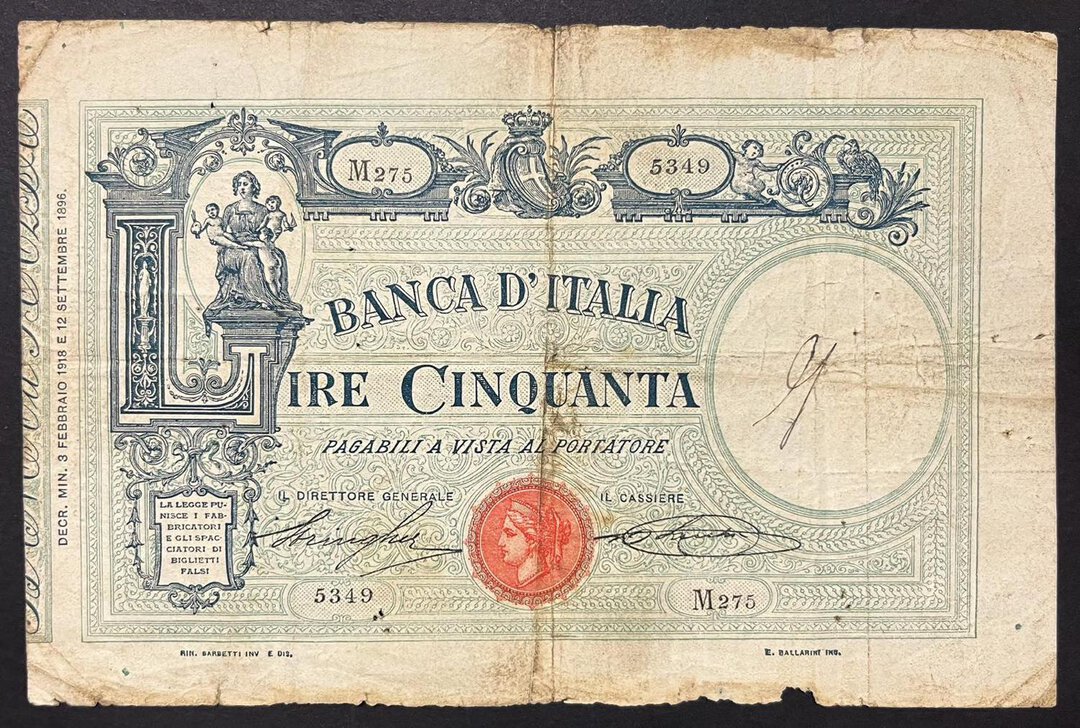 DECR. MIN. 3 FEBBRAIO 1918 E 12 SETTEMBRE 1896.
M275
5349
BANCA D'ITALIA
LIRE CINQUANTA
PAGABILI A VISTA AL PORTATORE
IL DIRETTORE GENERALE
IL CASSIERE
Stringher
LA LEGGE PU-
NISCE I FAB-
BRICATORI
E GLI SPAC-
CIATORI DI
BIGLIETTI
FALSI
5349
M275
RIN. BARBETTI INV E DIS.
E. BALLARINI INC.